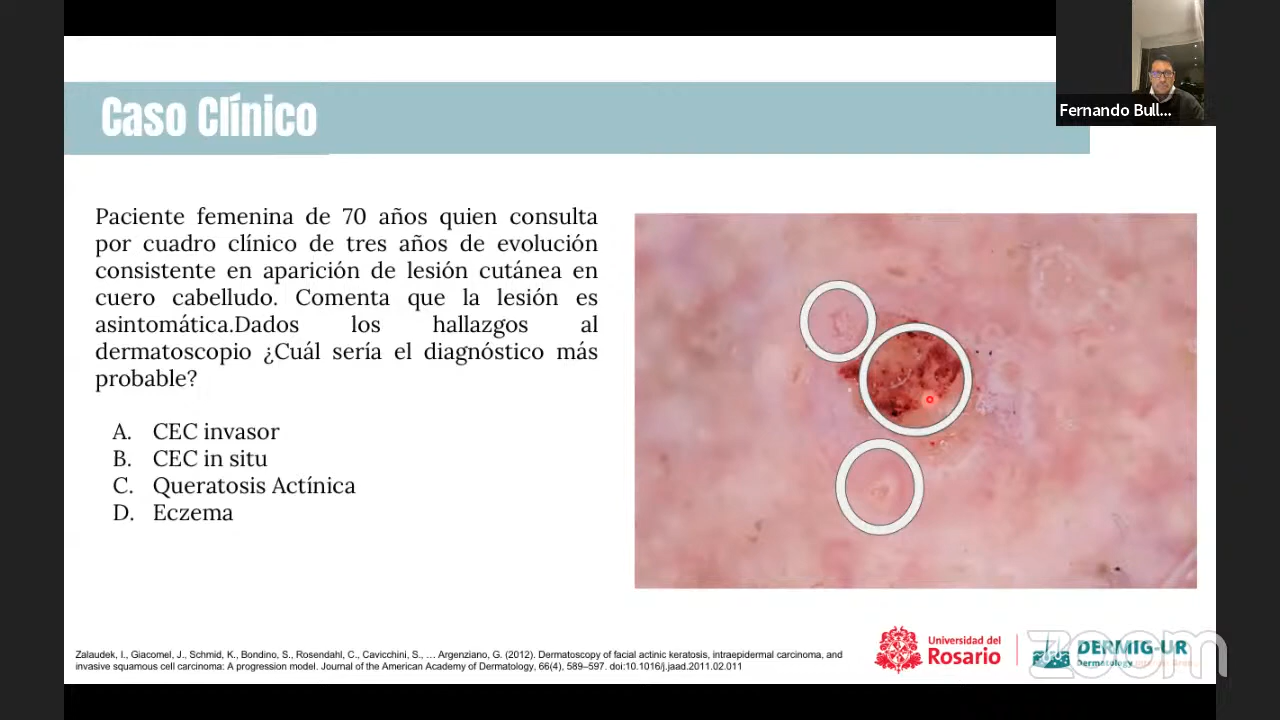 Caso Clínico
Fernando Bull...
Paciente femenina de 70 años quien consulta
por cuadro clínico de tres años de evolución
consistente en aparición de lesión cutánea en
cuero cabelludo. Comenta que la lesión es
asintomática.Dados los hallazgos al
dermatoscopio ¿Cuál sería el diagnóstico más
probable?
A. CEC invasor
B. CEC in situ
C. Queratosis Actínica
D. Eczema
Zalaudek, I., Giacomel, J., Schmid, K., Bondino, S., Rosendahl, C., Cavicchini, S., … Argenziano, G. (2012). Dermatoscopy of facial actinic keratosis, intraepidermal carcinoma, and
invasive squamous cell carcinoma: A progression model. Journal of the American Academy of Dermatology, 66(4), 589–597. doi:10.1016/j.jaad.2011.02.011
Universidad del
Rosario
DERMIG-UR
Dermatology
zoom